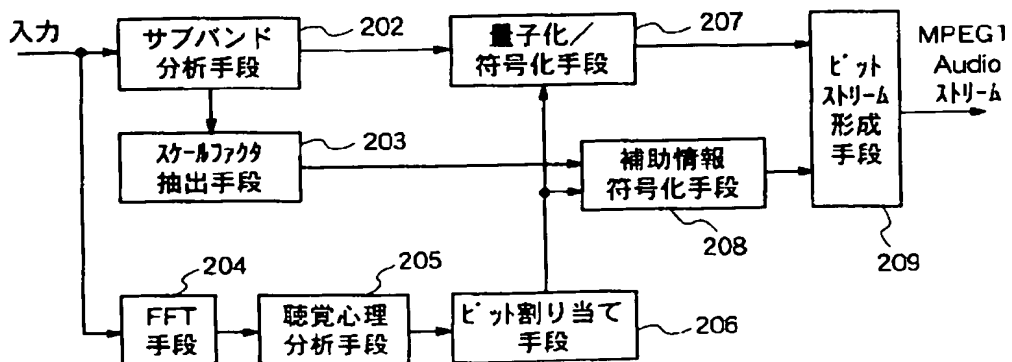 入力
サブバンド
分析手段
202
量子化/
符号化手段
207
MPEG1
Audio
ストリーム
ビット
ストリーム
形成
手段
スケールファクタ
抽出手段
203
補助情報
符号化手段
208
209
204
205
FFT
手段
聴覚心理
分析手段
ビット割り当て
手段
206